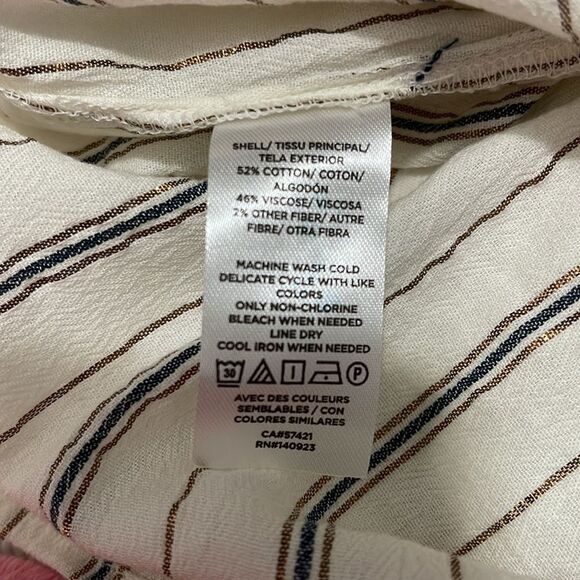 SHELL/ TISSU PRINCIPAL/
TELA EXTERIOR
52% COTTON/ COTON/
ALGODÓN
46% VISCOSE/ VISCOSA
2% OTHER FIBER/ AUTRE
FIBRE/ OTRA FIBRA
MACHINE WASH COLD
DELICATE CYCLE WITH LIKE
COLORS
ONLY NON-CHLORINE
BLEACH WHEN NEEDED
LINE DRY
COOL IRON WHEN NEEDED
30 P
AVEC DES COULEURS
SEMBLABLES / CON
COLORES SIMILARES
CA#57421
RN#140923